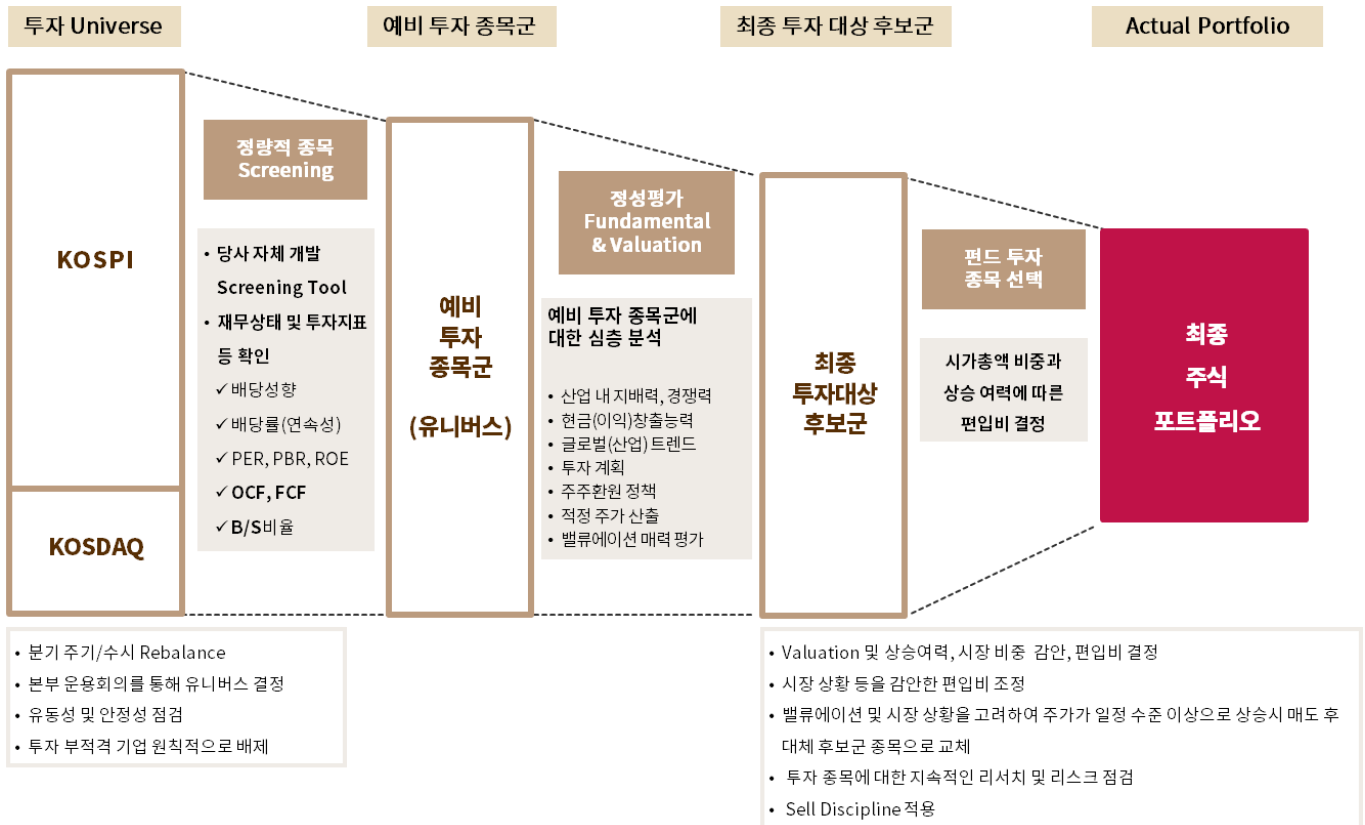 투자 Universe
예비 투자 종목군
최종 투자 대상 후보군
Actual Portfolio
KOSPI
KOSDAQ
정량적 종목
Screening
• 당사 자체 개발
Screening Tool
• 재무상태 및 투자지표
등 확인
✓ 배당성향
✓ 배당률(연속성)
✓ PER, PBR, ROE
✓ OCF, FCF
✓ B/S비율
예비
투자
종목군
(유니버스)
정성평가
Fundamental
& Valuation
예비 투자 종목군에
대한 심층 분석
• 산업 내 지배력, 경쟁력
• 현금(이익)창출능력
• 글로벌(산업) 트렌드
• 투자 계획
• 주주환원 정책
• 적정 주가 산출
• 밸류에이션 매력 평가
최종
투자대상
후보군
펀드 투자
종목 선택
시가총액 비중과
상승 여력에 따른
편입비 결정
최종
주식
포트폴리오
• 분기 주기/수시 Rebalance
• 본부 운용회의를 통해 유니버스 결정
• 유동성 및 안정성 점검
• 투자 부적격 기업 원칙적으로 배제
• Valuation 및 상승여력, 시장 비중 감안, 편입비 결정
• 시장 상황 등을 감안한 편입비 조정
• 밸류에이션 및 시장 상황을 고려하여 주가가 일정 수준 이상으로 상승시 매도 후
대체 후보군 종목으로 교체
• 투자 종목에 대한 지속적인 리서치 및 리스크 점검
• Sell Discipline 적용